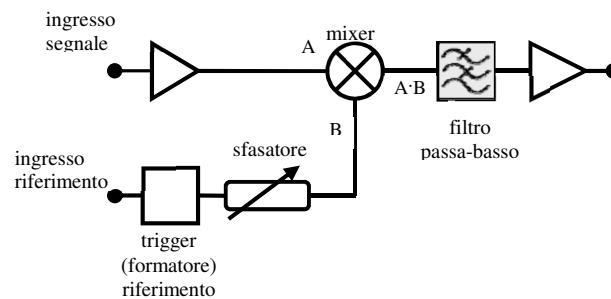 ingresso
segnale
A
mixer
A·B
B
filtro
passa-basso
ingresso
riferimento
sfasatore
trigger
(formatore)
riferimento